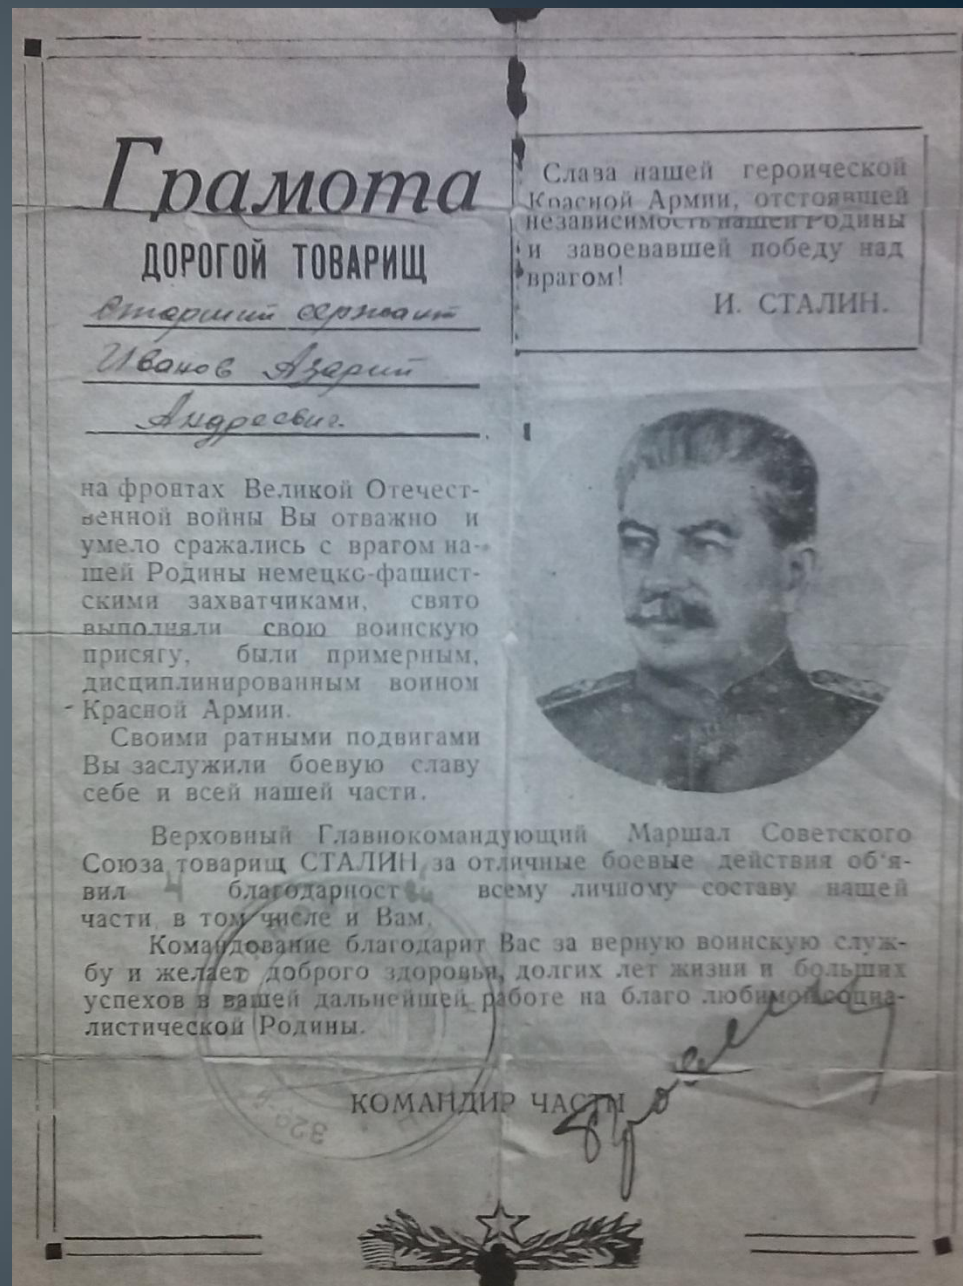 Грамота
ДОРОГОЙ ТОВАРИЩ
Старший сержант
Иванов Азарий
Андреевич.
Слава нашей героической
Красной Армии, отстоявшей
независимость нашей Родины
и завоевавшей победу над
врагом!
И. СТАЛИН.
на фронтах Великой Отечест-
венной войны Вы отважно и
умело сражались с врагом на-
шей Родины немецко-фашист-
скими захватчиками, свято
выполняли свою воинскую
присягу, были примерным,
дисциплинированным воином
Красной Армии.
Своими ратными подвигами
Вы заслужили боевую славу
себе и всей нашей части.
Верховный Главнокомандующий Маршал Советского
Союза товарищ СТАЛИН за отличные боевые действия об'я-
вил 4 благодарности всему личному составу нашей
части, в том числе и Вам.
Командование благодарит Вас за верную воинскую служ-
бу и желает доброго здоровья, долгих лет жизни и больших
успехов в вашей дальнейшей работе на благо любимой социа-
листической Родины.
КОМАНДИР ЧАСТИ